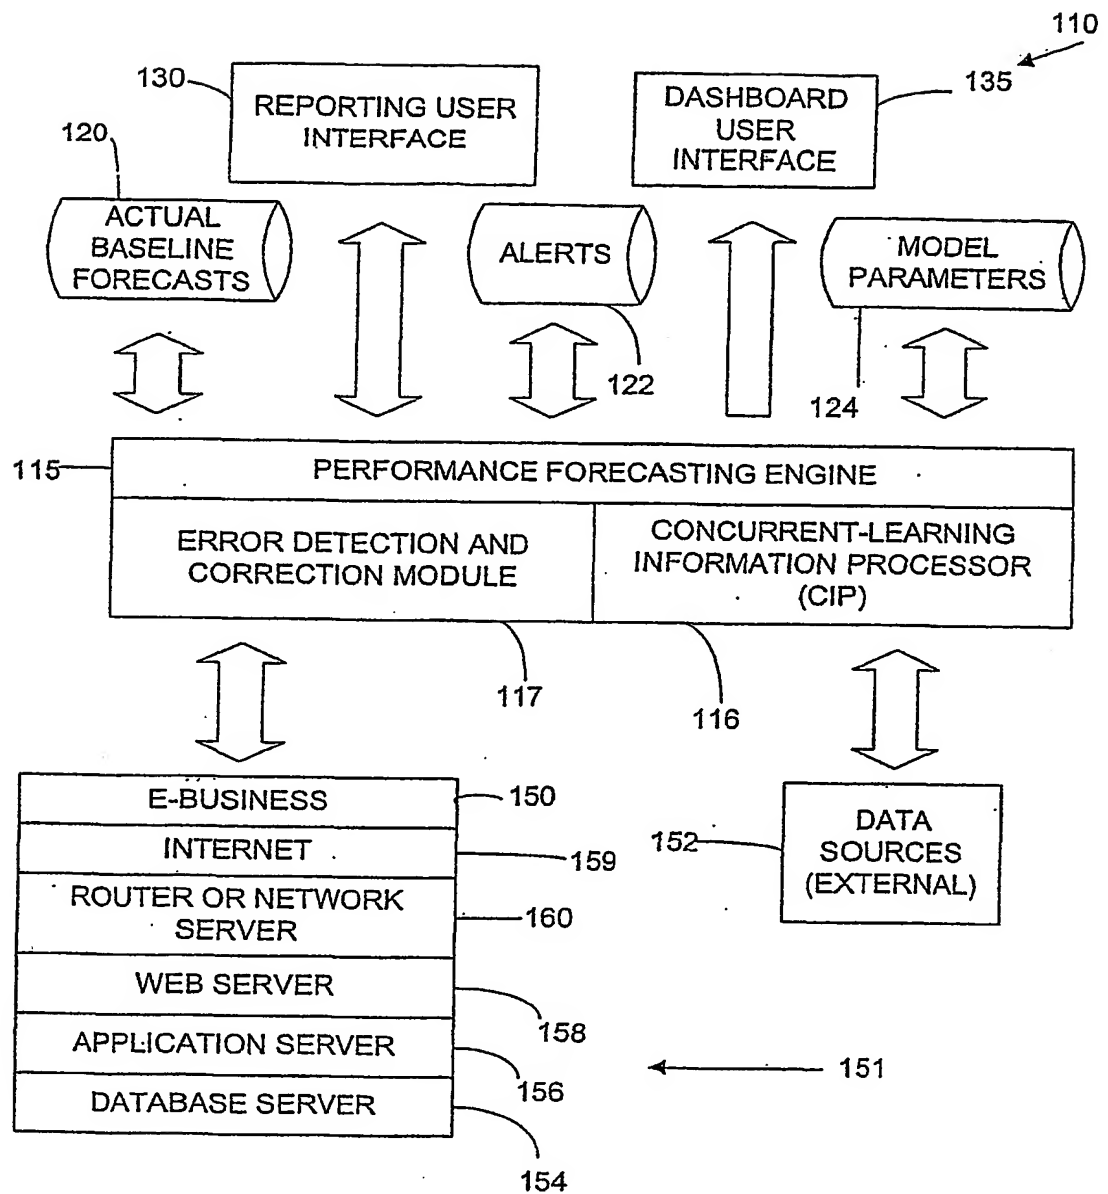 110
130
REPORTING USER
INTERFACE
DASHBOARD
USER
INTERFACE
135
120
ACTUAL
BASELINE
FORECASTS
ALERTS
MODEL
PARAMETERS
122
124
115
PERFORMANCE FORECASTING ENGINE
ERROR DETECTION AND
CORRECTION MODULE
CONCURRENT-LEARNING
INFORMATION PROCESSOR
(CIP)
117
116
E-BUSINESS
150
INTERNET
159
ROUTER OR NETWORK
SERVER
160
WEB SERVER
158
APPLICATION SERVER
156
DATABASE SERVER
154
152
DATA
SOURCES
(EXTERNAL)
151